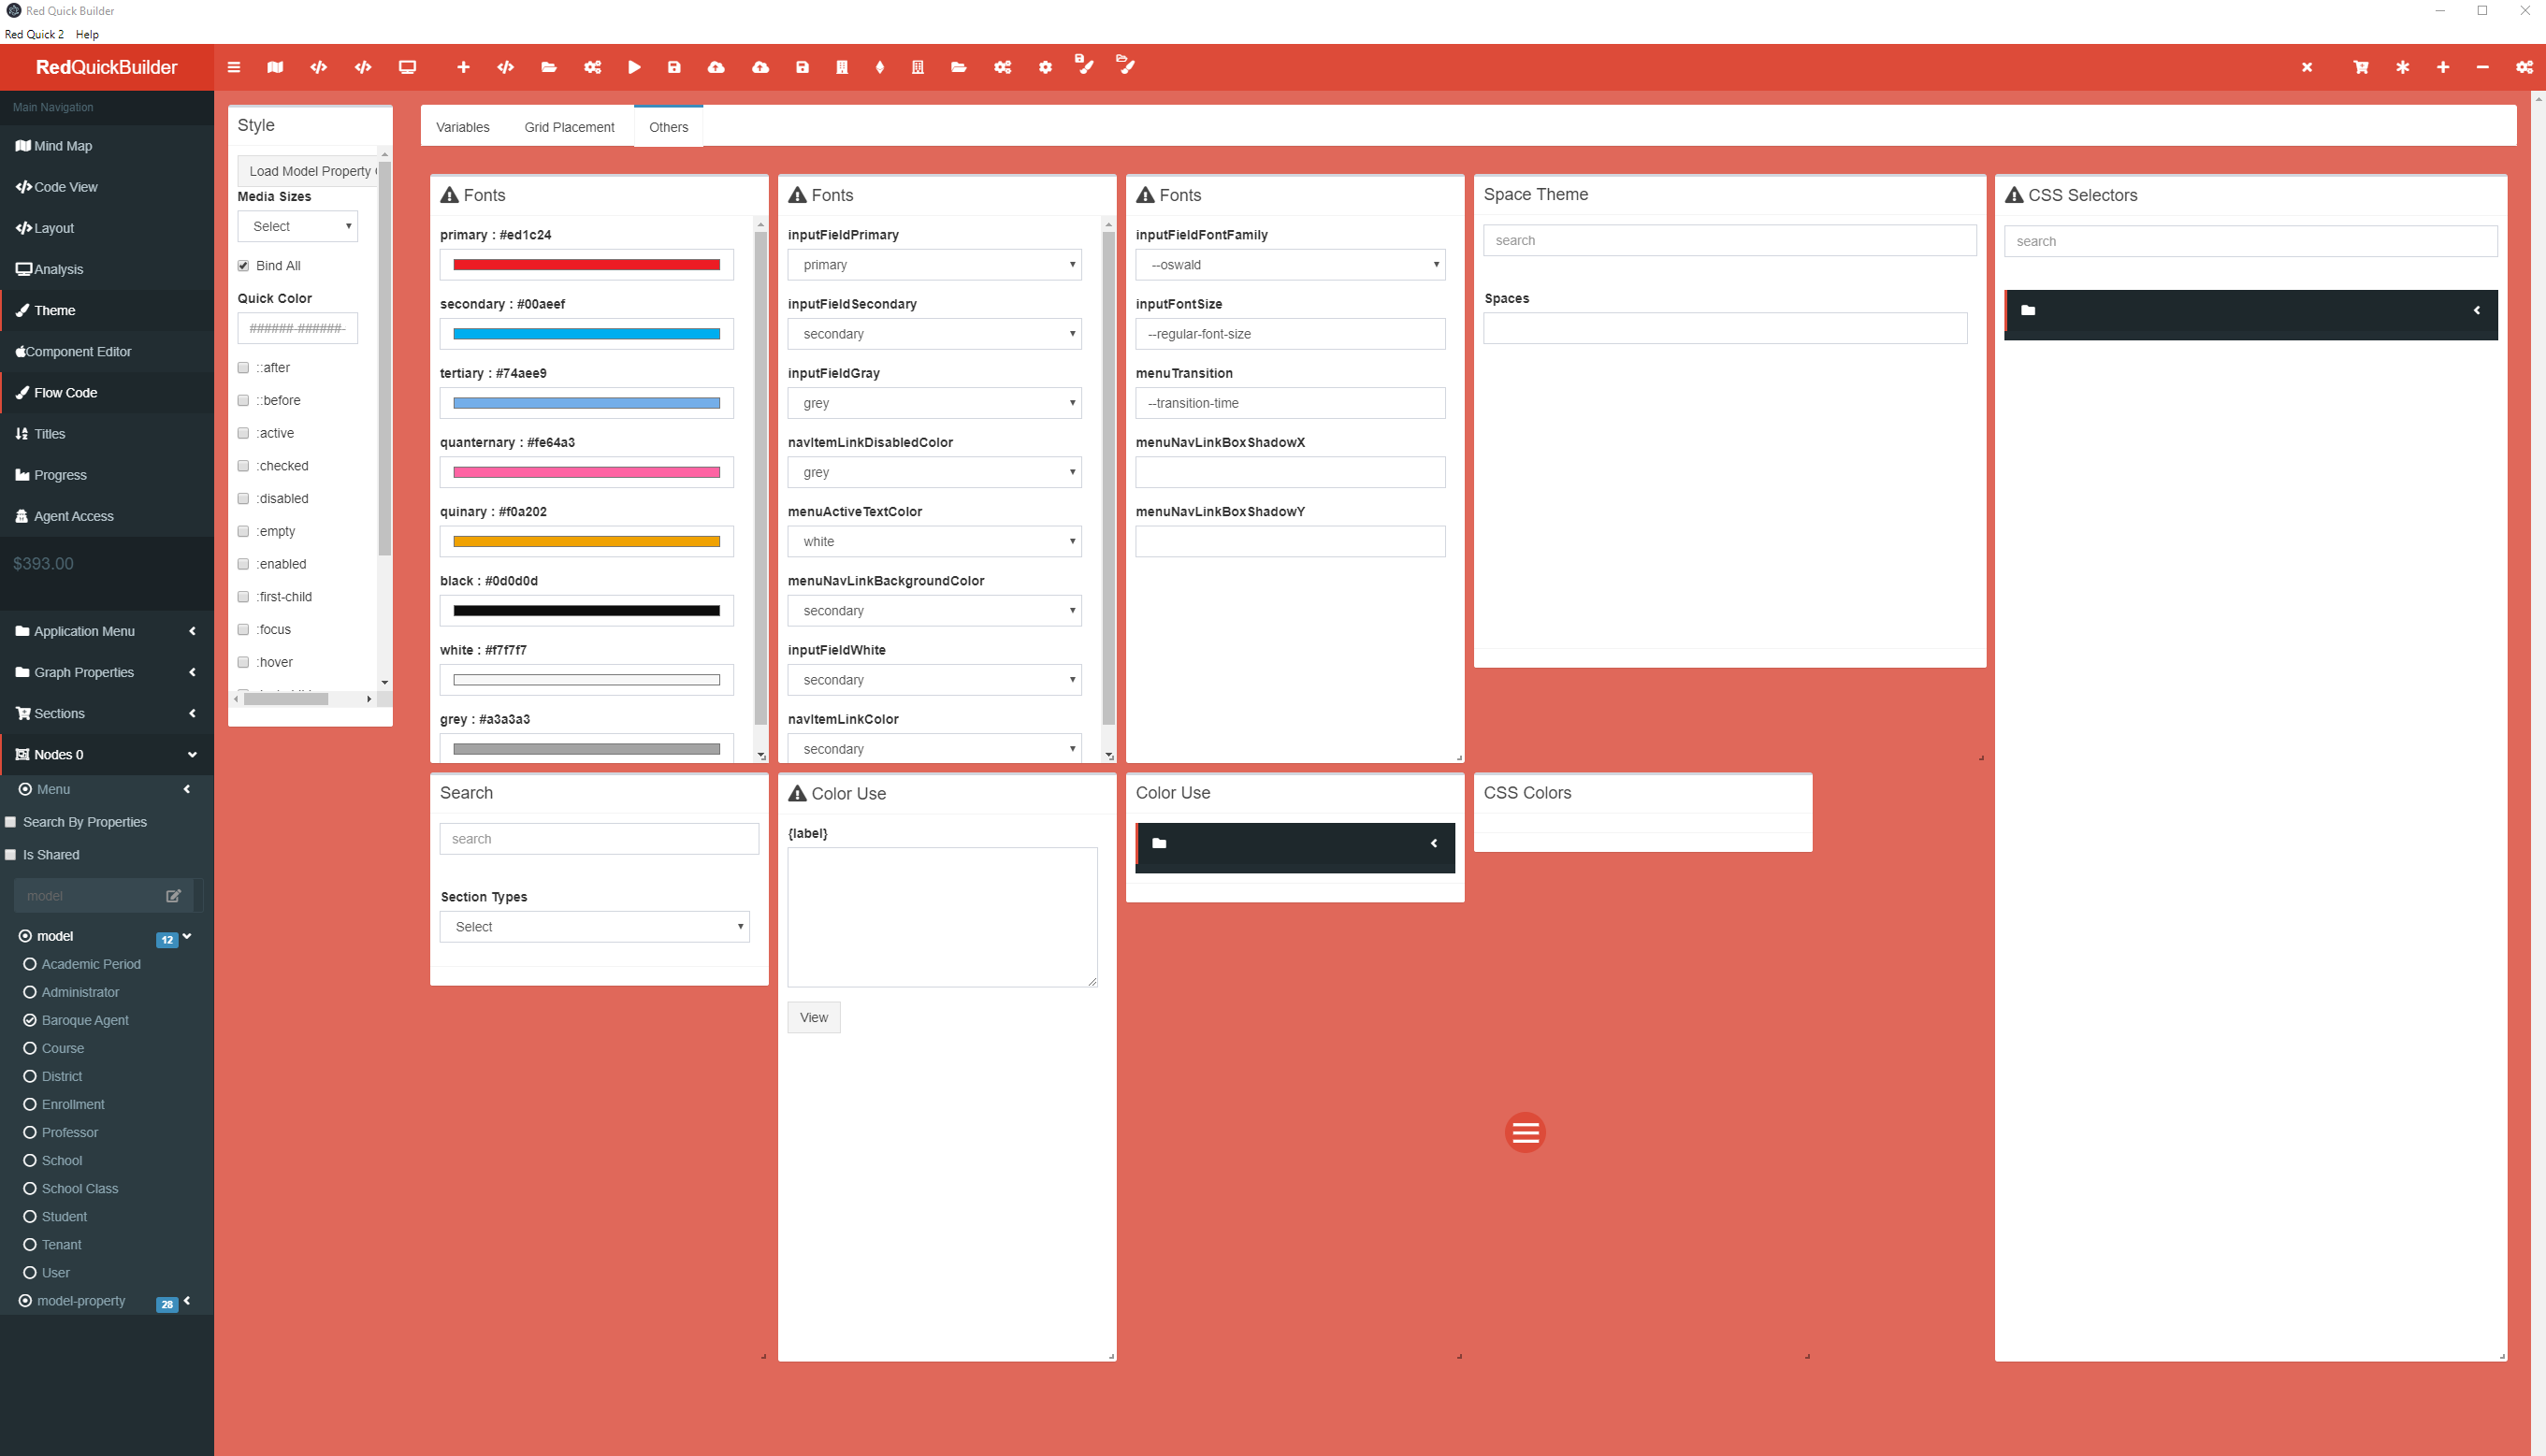 Red Quick Builder
Red Quick 2 Help
RedQuickBuilder
Main Navigation
Mind Map
Code View
Layout
Analysis
Theme
Component Editor
Flow Code
Titles
Progress
Agent Access
$393.00
Application Menu
Graph Properties
Sections
Nodes 0
Menu
Search By Properties
Is Shared
model
model 12
Academic Period
Administrator
Baroque Agent
Course
District
Enrollment
Professor
School
School Class
Student
Tenant
User
model-property 28
Style
Load Model Property
Media Sizes
Select
Bind All
Quick Color
######-######-
::after
::before
:active
:checked
:disabled
:empty
:enabled
:first-child
:focus
:hover
Variables Grid Placement Others
Fonts
primary : #ed1c24
secondary : #00aeef
tertiary : #74aee9
quanternary : #fe64a3
quinary : #f0a202
black : #0d0d0d
white : #f7f7f7
grey : #a3a3a3
Fonts
inputFieldPrimary
primary
inputFieldSecondary
secondary
inputFieldGray
grey
navItemLinkDisabledColor
grey
menuActiveTextColor
white
menuNavLinkBackgroundColor
secondary
inputFieldWhite
secondary
navItemLinkColor
secondary
Fonts
inputFieldFontFamily
--oswald
inputFontSize
--regular-font-size
menuTransition
--transition-time
menuNavLinkBoxShadowX
menuNavLinkBoxShadowY
Space Theme
search
Spaces
CSS Selectors
search
Search
search
Section Types
Select
Color Use
{label}
View
Color Use
CSS Colors